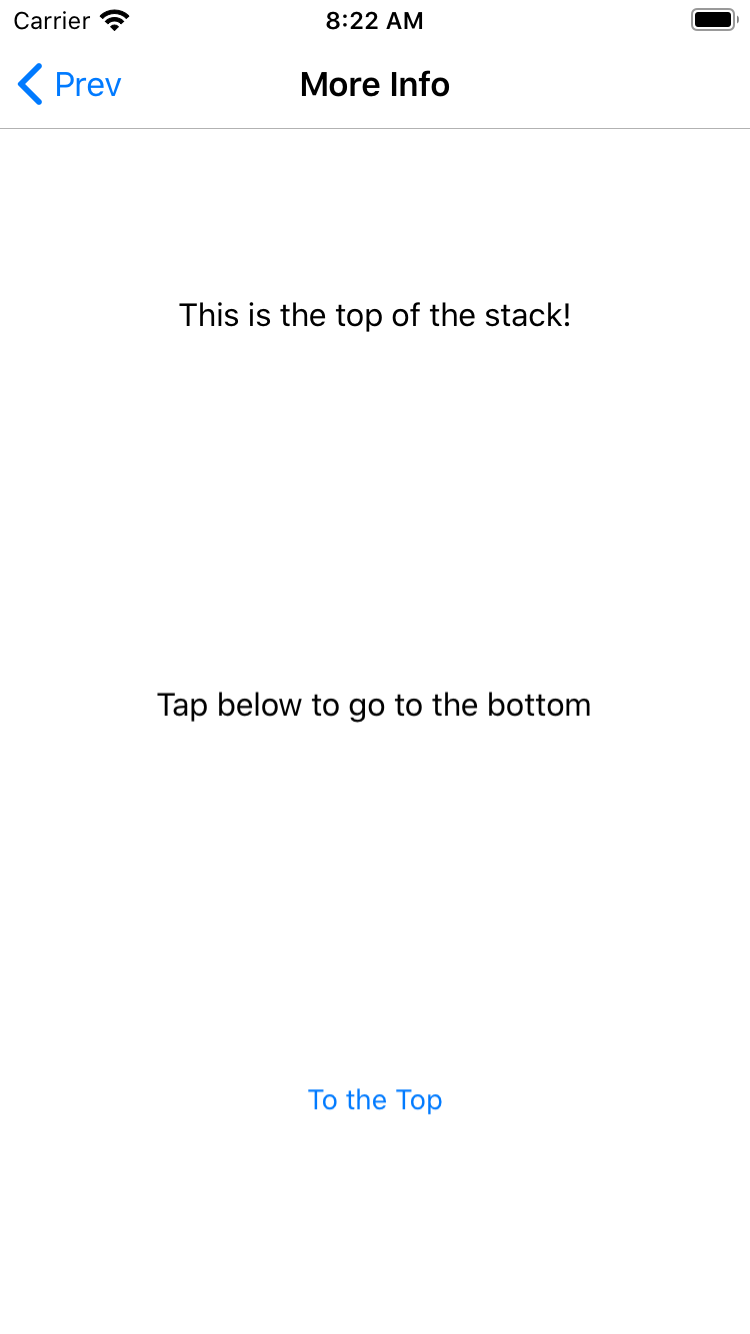 Carrier 8:22 AM
Prev More Info
This is the top of the stack!
Tap below to go to the bottom
To the Top